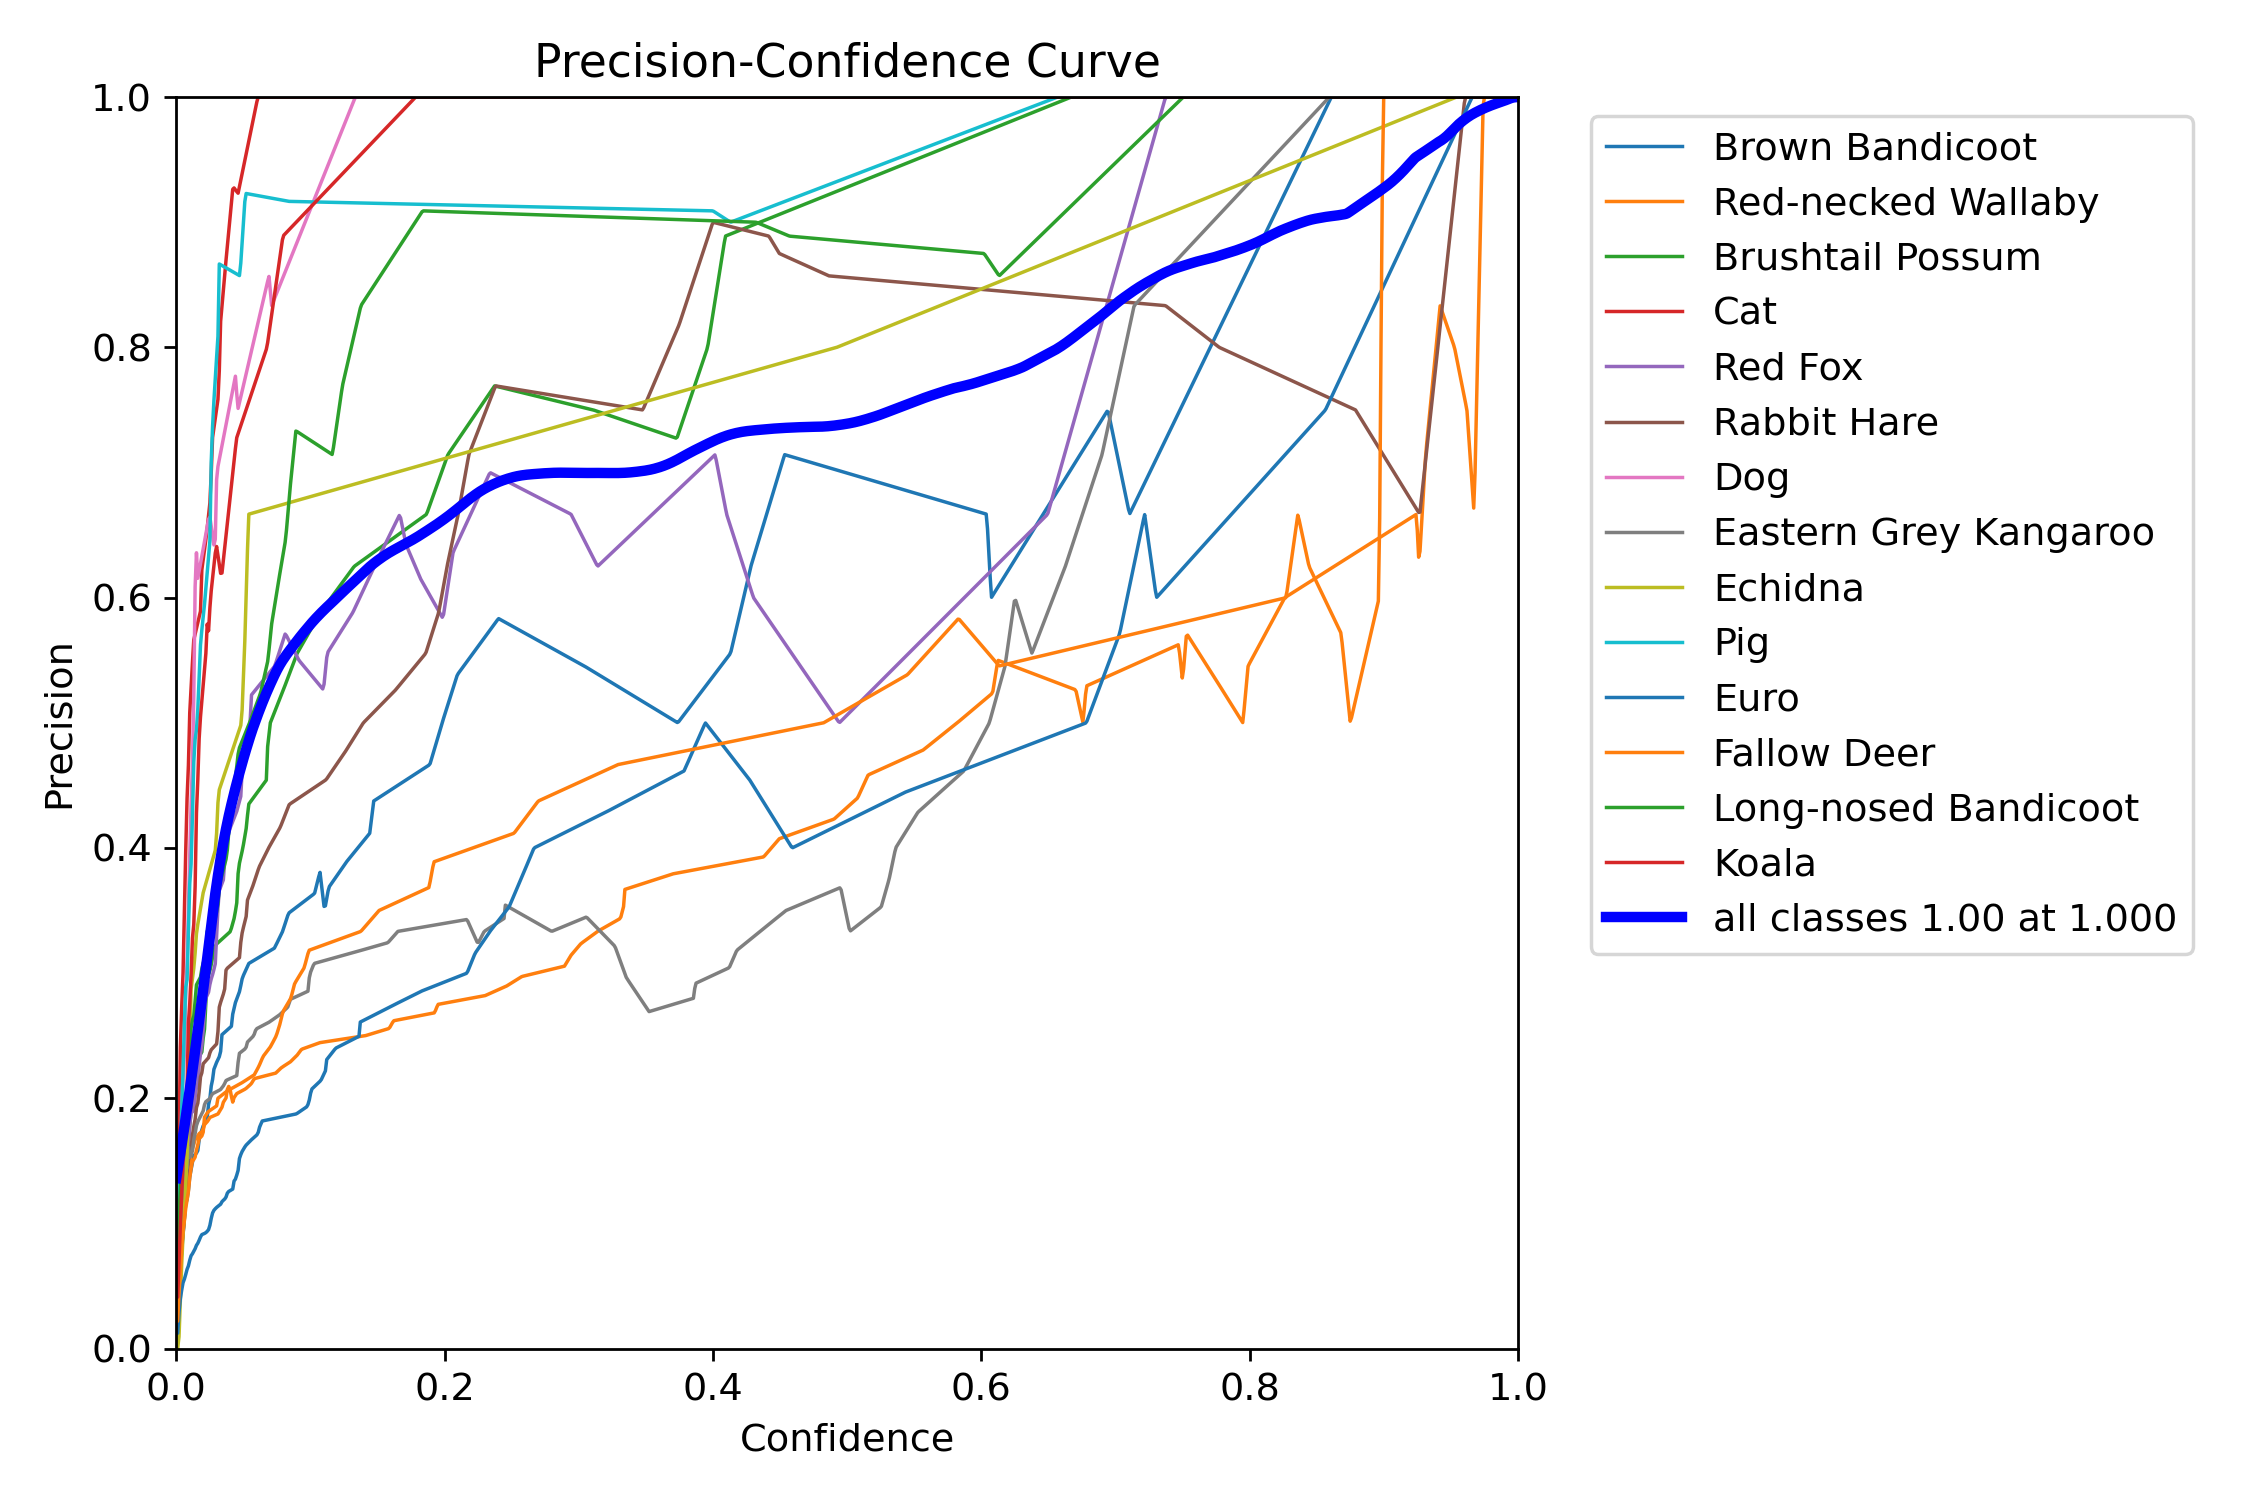 Precision-Confidence Curve
1.0
0.8
0.6
0.4
0.2
0.0
Precision
0.0 0.2 0.4 0.6 0.8 1.0
Confidence
Brown Bandicoot
Red-necked Wallaby
Brushtail Possum
Cat
Red Fox
Rabbit Hare
Dog
Eastern Grey Kangaroo
Echidna
Pig
Euro
Fallow Deer
Long-nosed Bandicoot
Koala
all classes 1.00 at 1.000